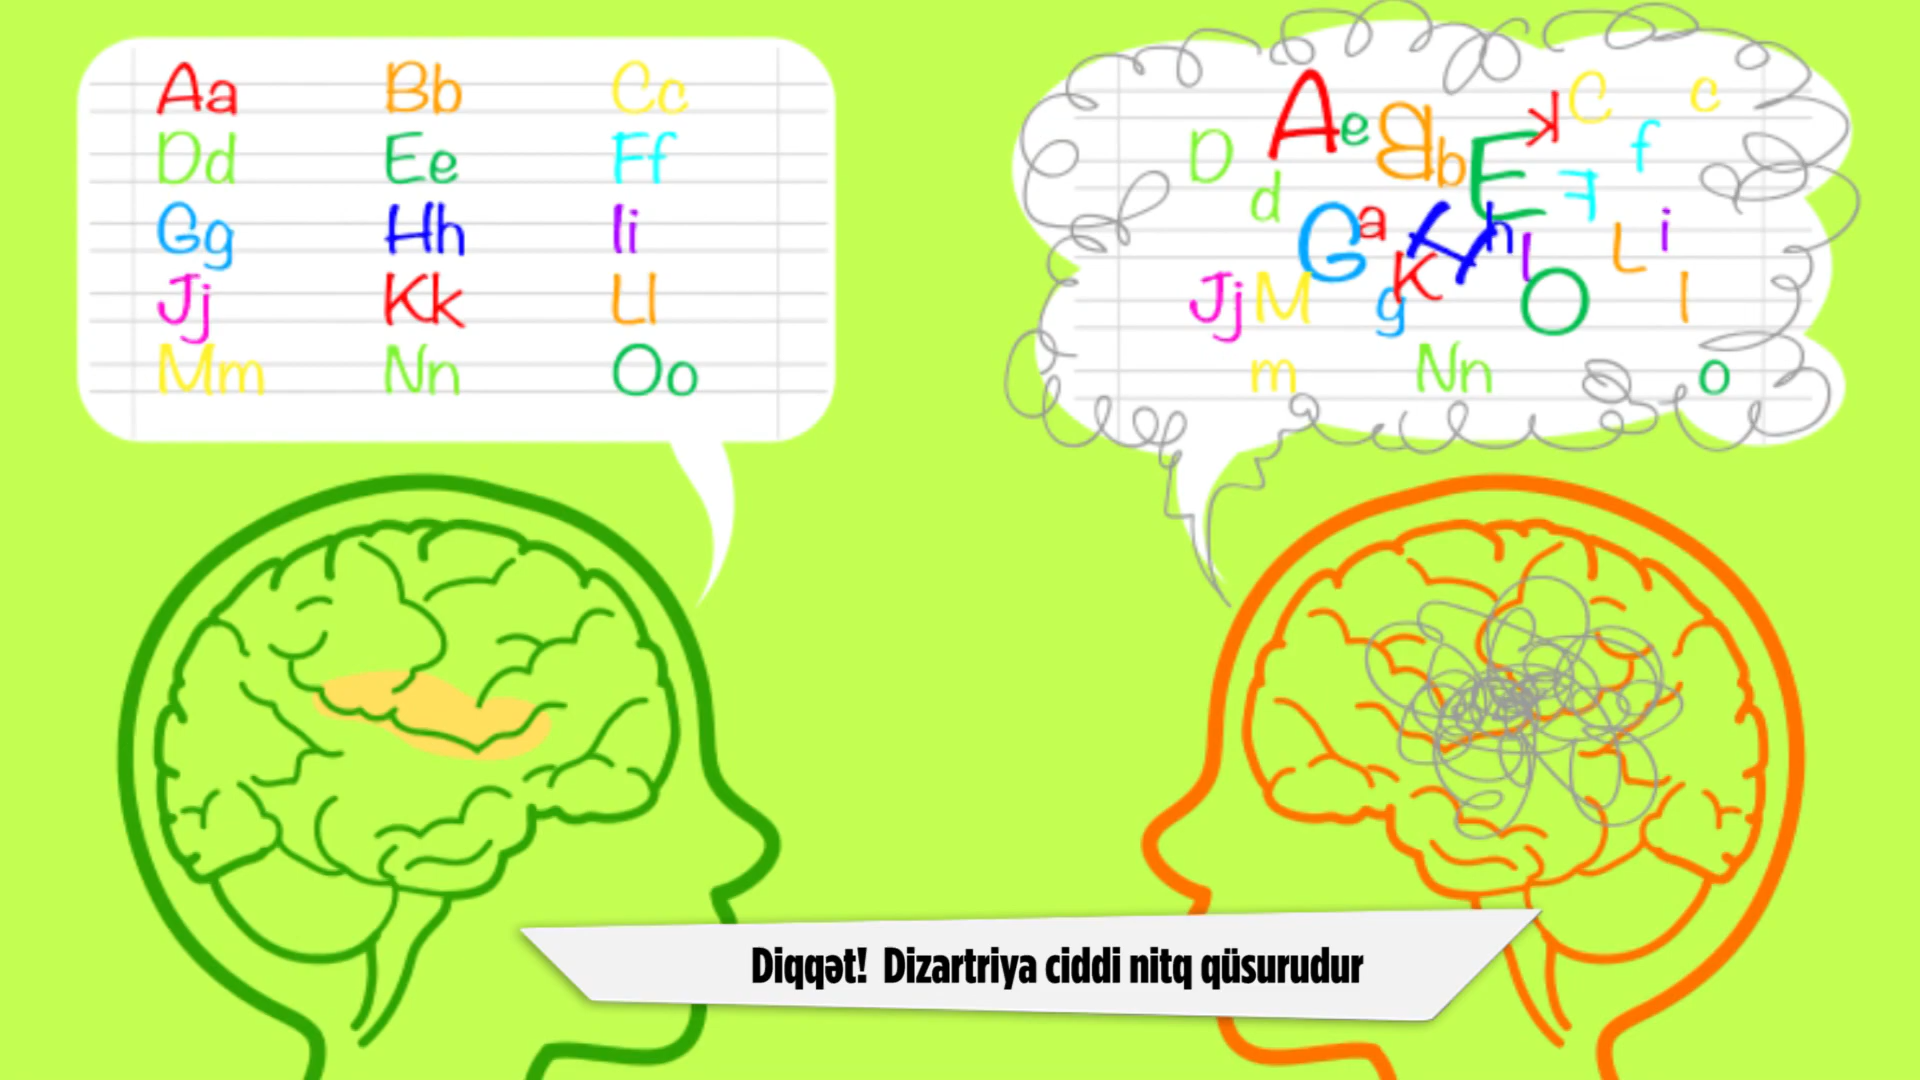 Aa Bb Cc
Dd Ee Ff
Gg Hh Ii
Jj Kk Ll
Mm Nn Oo
A e B b E K C c
D d F f
G a H h I L i
J j M g K O l
m N n o
Diqqət! Dizartriya ciddi nitq qüsurudur